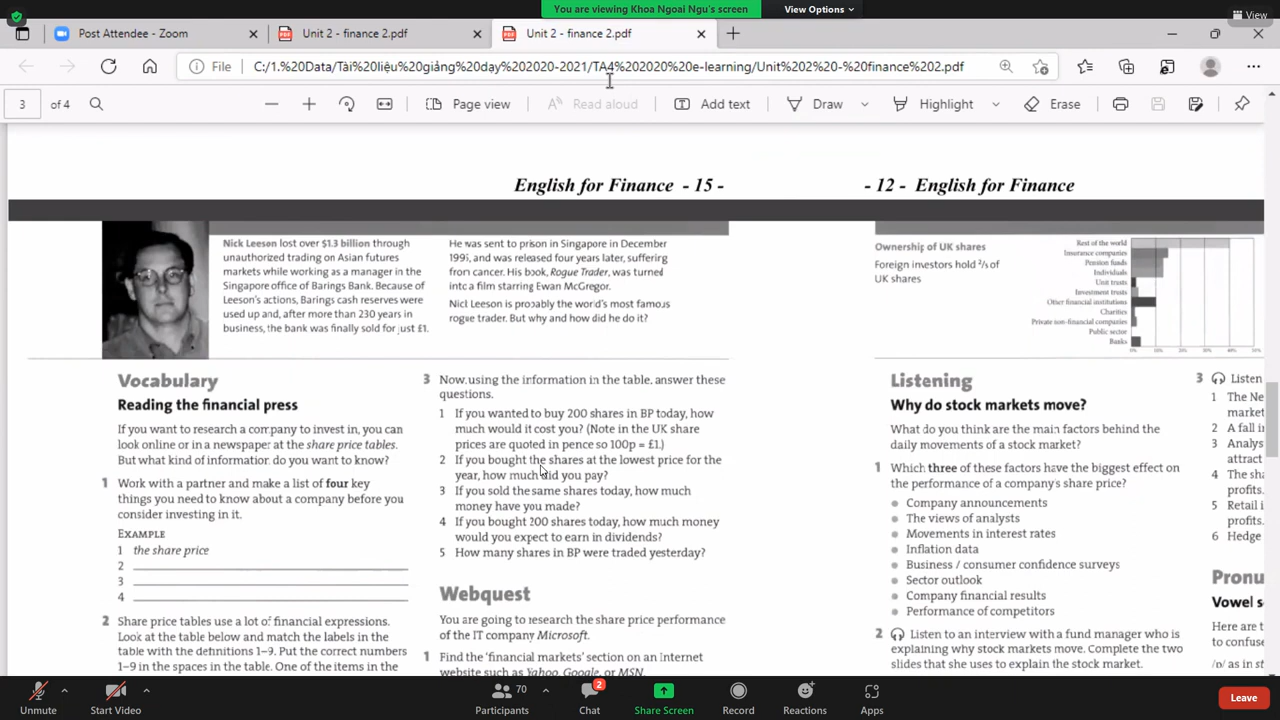 You are viewing Khoa Ngoai Ngu's screen
View Options
View
Post Attendee - Zoom
Unit 2 - finance 2.pdf
Unit 2 - finance 2.pdf
File
C:/1.%20Data/Tài%20liệu%20giảng%20day%202020-2021/TA4%202020%20e-learning/Unit%202%20-%20finance%202.pdf
3 of 4
Page view
Read aloud
Add text
Draw
Highlight
Erase
English for Finance - 15 -
Nick Leeson lost over $1.3 billion through
unauthorized trading on Asian futures
markets while working as a manager in the
Singapore office of Barings Bank. Because of
Leeson's actions, Barings cash reserves were
used up and, after more than 230 years in
business, the bank was finally sold for just £1.
He was sent to prison in Singapore in December
1995, and was released four years later, suffering
from cancer. His book, Rogue Trader, was turned
into a film starring Ewan McGregor.
Nick Leeson is probably the world's most famous
rogue trader. But why and how did he do it?
Vocabulary
Reading the financial press
If you want to research a company to invest in, you can
look online or in a newspaper at the share price tables.
But what kind of information do you want to know?
1 Work with a partner and make a list of four key
things you need to know about a company before you
consider investing in it.
EXAMPLE
1 the share price
2
3
4
2 Share price tables use a lot of financial expressions.
Look at the table below and match the labels in the
table with the definitions 1–9. Put the correct numbers
1–9 in the spaces in the table. One of the items in the
3 Now, using the information in the table, answer these
questions.
1 If you wanted to buy 200 shares in BP today, how
much would it cost you? (Note in the UK share
prices are quoted in pence so 100p = £1.)
2 If you bought the shares at the lowest price for the
year, how much did you pay?
3 If you sold the same shares today, how much
money have you made?
4 If you bought 200 shares today, how much money
would you expect to earn in dividends?
5 How many shares in BP were traded yesterday?
Webquest
You are going to research the share price performance
of the IT company Microsoft.
1 Find the 'financial markets' section on an Internet
website such as Yahoo, Google, or MSN.
- 12 - English for Finance
Ownership of UK shares
Foreign investors hold ²/₅ of
UK shares
Rest of the world
Insurance companies
Pension funds
Individuals
Unit trusts
Investment trusts
Other financial institutions
Charities
Private non-financial companies
Public sector
Banks
0% 10% 20% 30% 40% 50%
Listening
Why do stock markets move?
What do you think are the main factors behind the
daily movements of a stock market?
1 Which three of these factors have the biggest effect on
the performance of a company's share price?
Company announcements
The views of analysts
Movements in interest rates
Inflation data
Business / consumer confidence surveys
Sector outlook
Company financial results
Performance of competitors
2 Listen to an interview with a fund manager who is
explaining why stock markets move. Complete the two
slides that she uses to explain the stock market.
3 Listen
1 The Ne
market
2 A fall i
3 Analys
attract
4 The sha
profits.
5 Retail i
profits.
6 Hedge
Pronu
Vowel s
Here are t
to confuse
/ɒ/ as in st
Unmute
Start Video
70
Participants
2
Chat
Share Screen
Record
Reactions
Apps
Leave